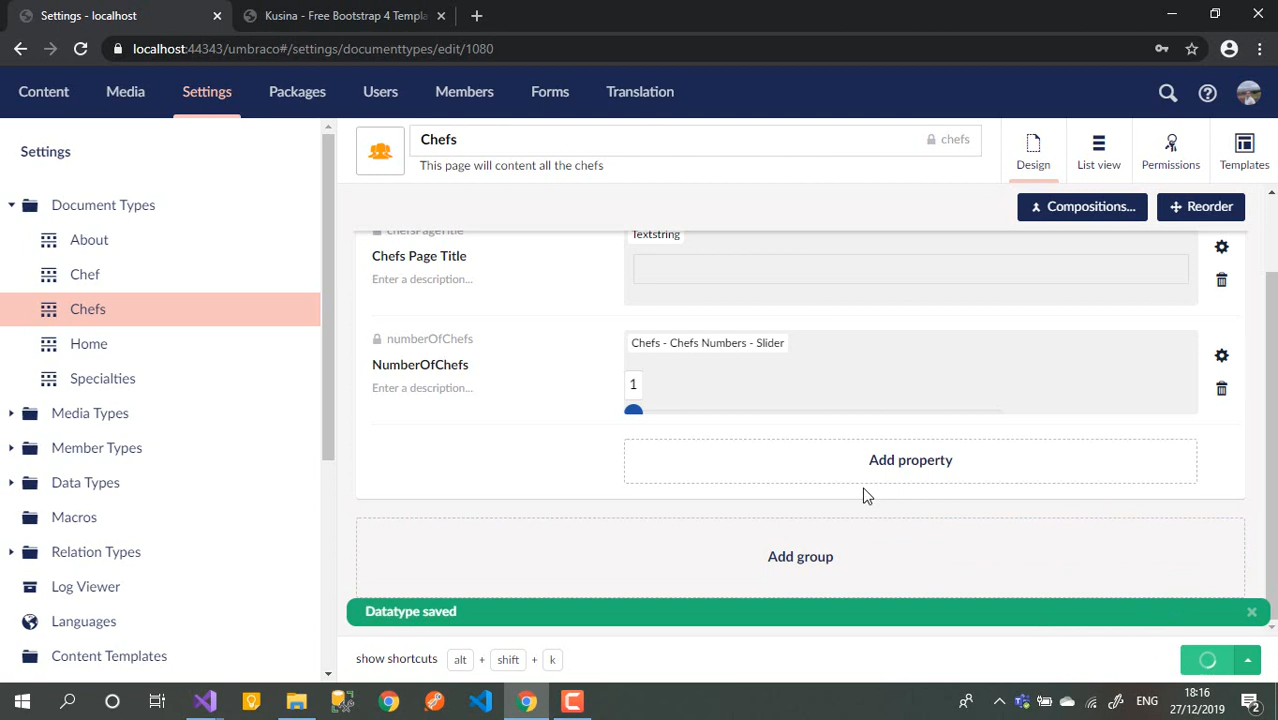 Settings - localhost
Kusina - Free Bootstrap 4 Templa
localhost:44343/umbraco#/settings/documenttypes/edit/1080
Content
Media
Settings
Packages
Users
Members
Forms
Translation
Settings
Document Types
About
Chef
Chefs
Home
Specialties
Media Types
Member Types
Data Types
Macros
Relation Types
Log Viewer
Languages
Content Templates
Chefs
chefs
This page will content all the chefs
Design
List view
Permissions
Templates
Compositions...
Reorder
chefsPageTitle
Chefs Page Title
Enter a description...
Textstring
numberOfChefs
NumberOfChefs
Enter a description...
Chefs - Chefs Numbers - Slider
1
Add property
Add group
Datatype saved
show shortcuts alt + shift + k
ENG
18:16
27/12/2019
2